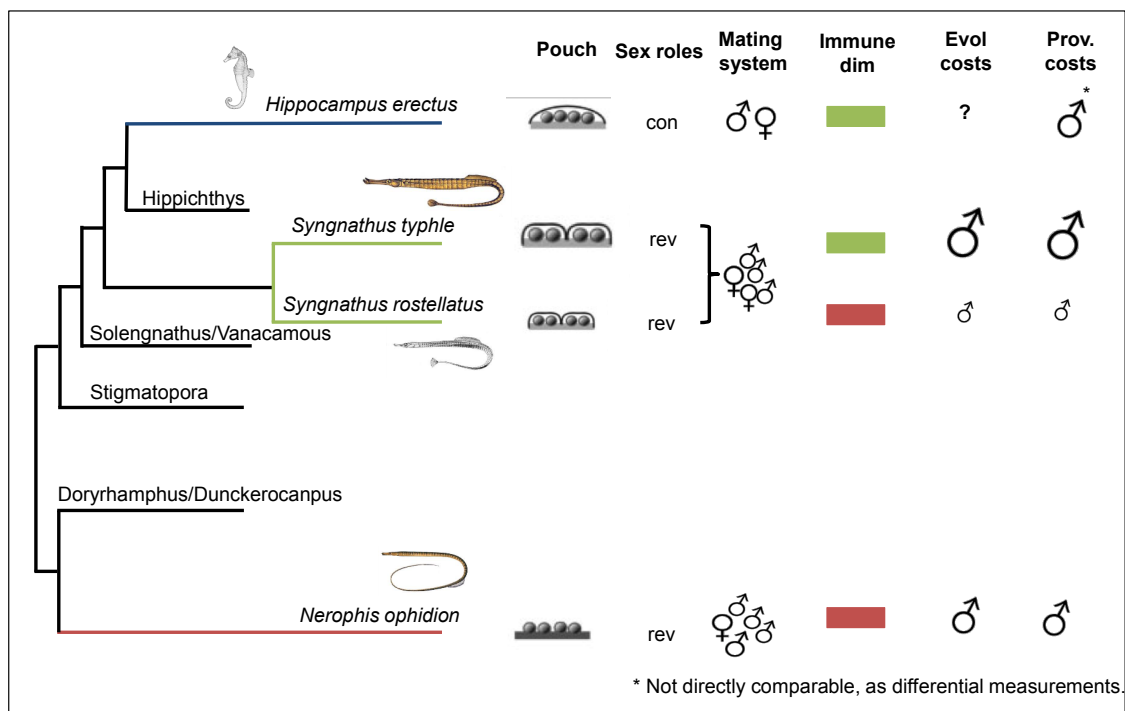 Pouch Sex roles Mating system Immune dim Evol costs Prov. costs
*
Hippocampus erectus
con
?
Hippichthys
Syngnathus typhle
rev
Syngnathus rostellatus
rev
Solengnathus/Vanacamous
Stigmatopora
Doryrhamphus/Dunckerocanpus
Nerophis ophidion
rev
* Not directly comparable, as differential measurements.